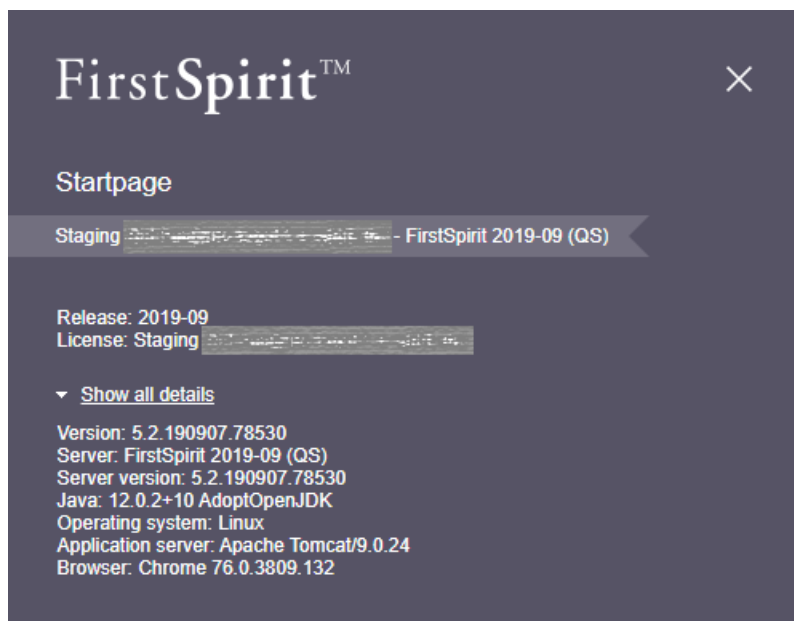 FirstSpirit™
Startpage
Staging - FirstSpirit 2019-09 (QS)
Release: 2019-09
License: Staging
Show all details
Version: 5.2.190907.78530
Server: FirstSpirit 2019-09 (QS)
Server version: 5.2.190907.78530
Java: 12.0.2+10 AdoptOpenJDK
Operating system: Linux
Application server: Apache Tomcat/9.0.24
Browser: Chrome 76.0.3809.132